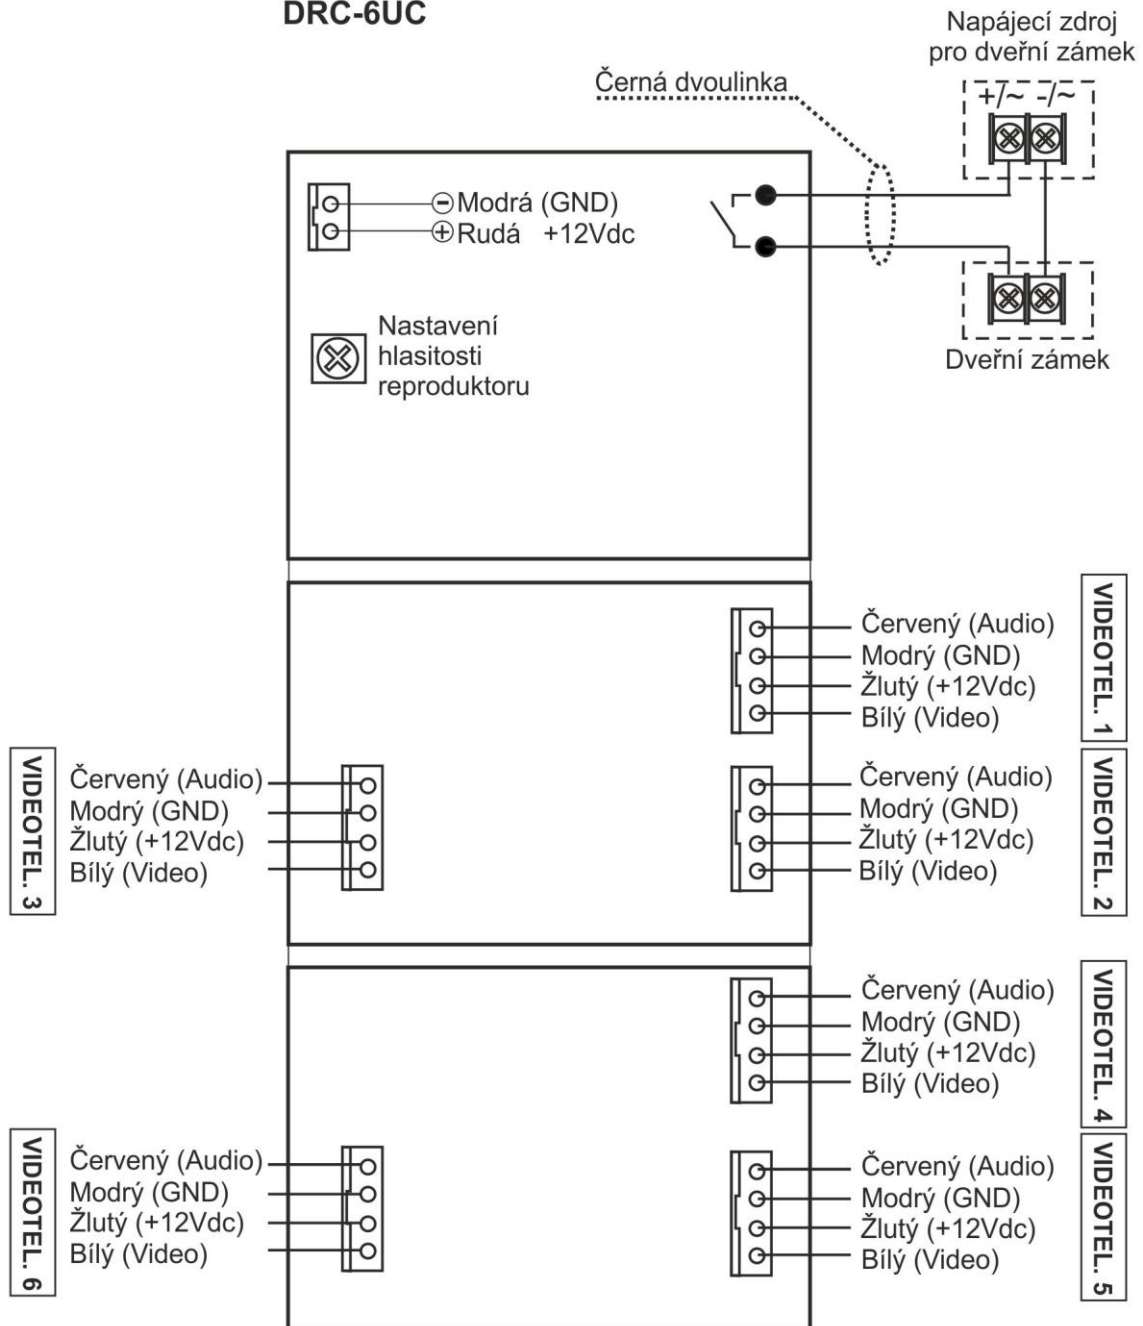 DRC-6UC
Napájecí zdroj
pro dveřní zámek
Černá dvoulinka
+/~ -/~
⊖Modrá (GND)
⊕Rudá +12Vdc
Nastavení
hlasitosti
reproduktoru
Dveřní zámek
Červený (Audio)
Modrý (GND)
Žlutý (+12Vdc)
Bílý (Video)
VIDEOTEL. 1
VIDEOTEL. 3
Červený (Audio)
Modrý (GND)
Žlutý (+12Vdc)
Bílý (Video)
Červený (Audio)
Modrý (GND)
Žlutý (+12Vdc)
Bílý (Video)
VIDEOTEL. 2
Červený (Audio)
Modrý (GND)
Žlutý (+12Vdc)
Bílý (Video)
VIDEOTEL. 4
VIDEOTEL. 6
Červený (Audio)
Modrý (GND)
Žlutý (+12Vdc)
Bílý (Video)
Červený (Audio)
Modrý (GND)
Žlutý (+12Vdc)
Bílý (Video)
VIDEOTEL. 5